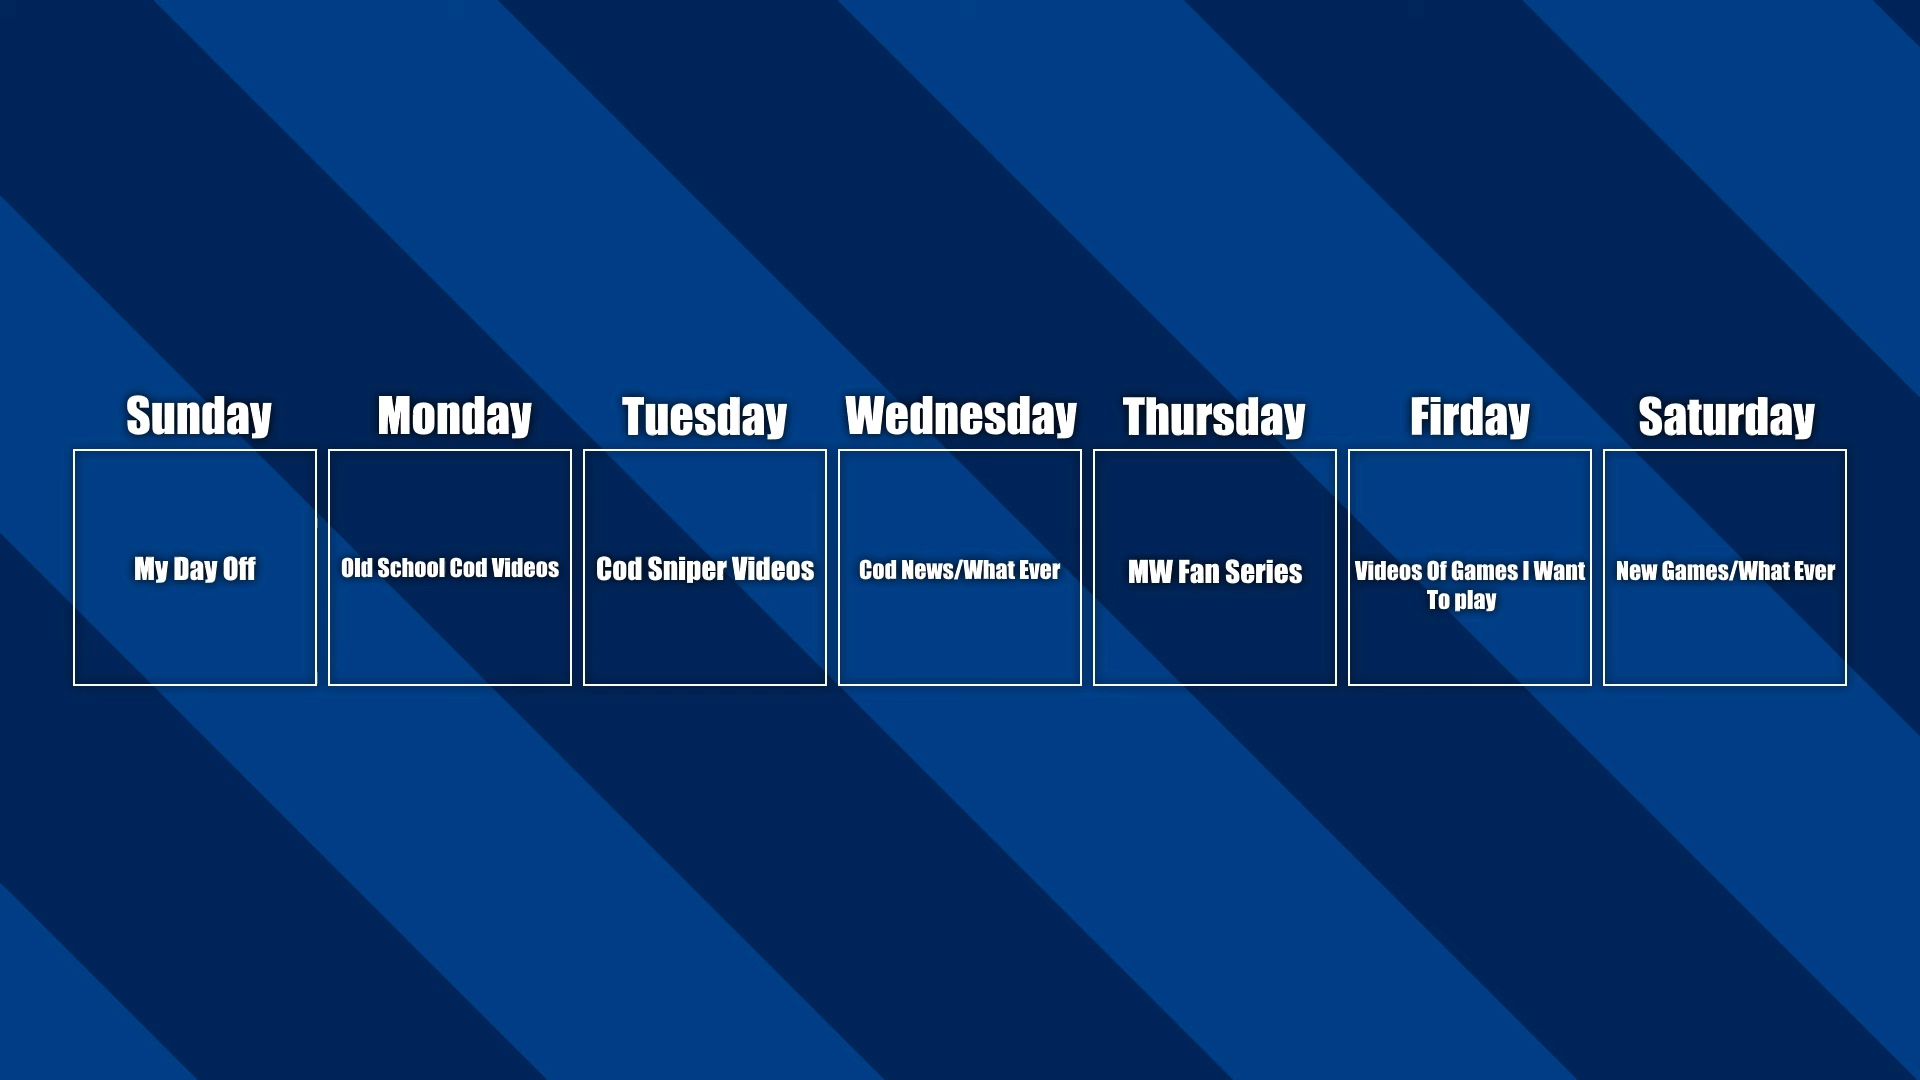 Sunday
Monday
Tuesday
Wednesday
Thursday
Firday
Saturday
My Day Off
Old School Cod Videos
Cod Sniper Videos
Cod News/What Ever
MW Fan Series
Videos Of Games I Want
To play
New Games/What Ever